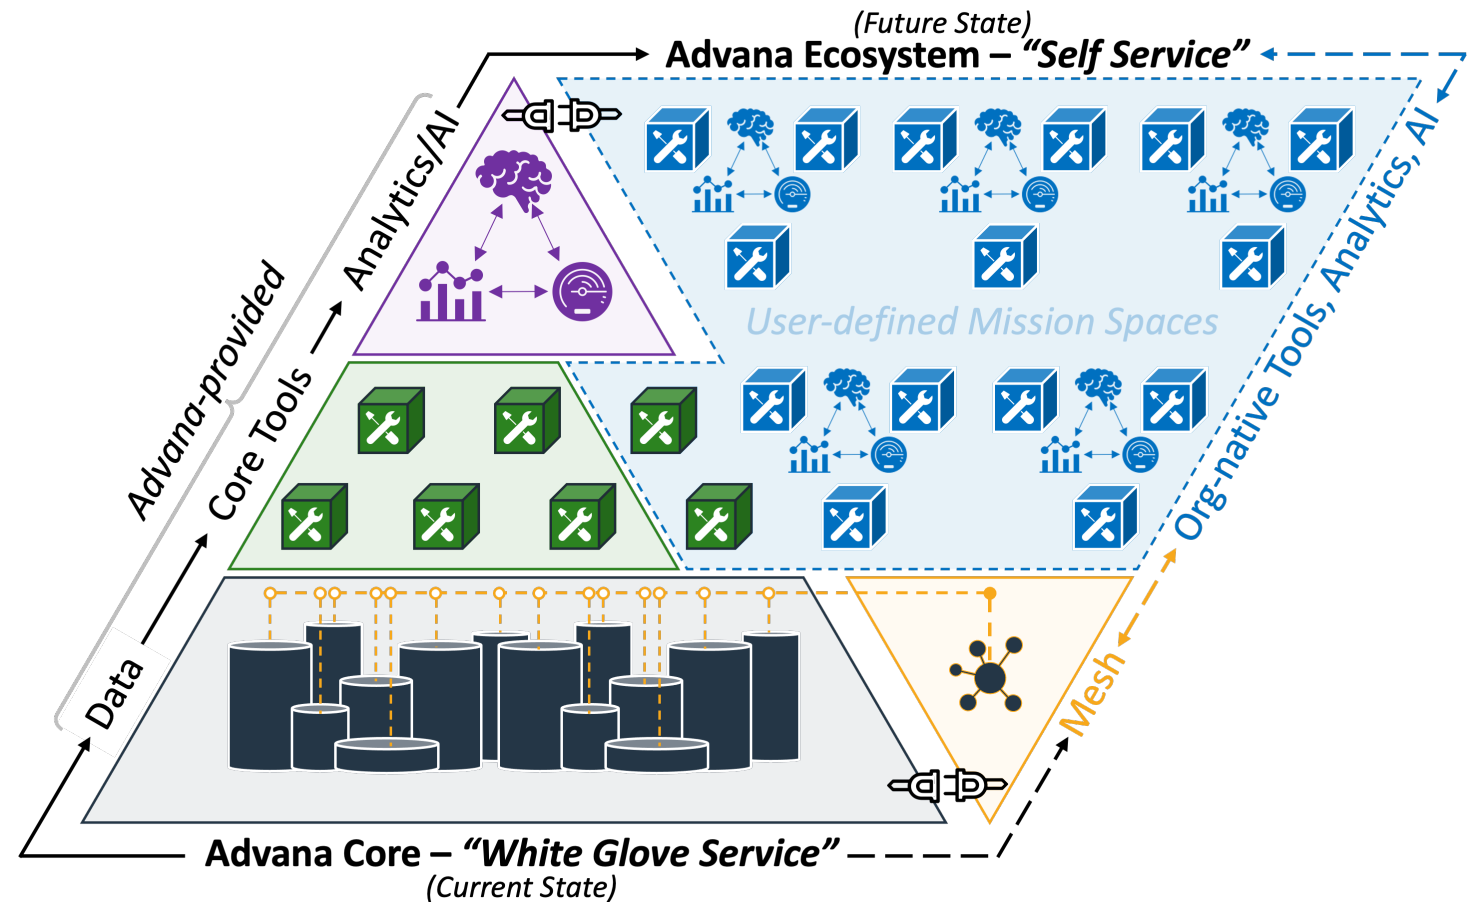 (Future State)
Advana Ecosystem – “Self Service”
Analytics/AI
Core Tools
Data
Advana-provided
User-defined Mission Spaces
Org-native Tools, Analytics, AI
Mesh
Advana Core – “White Glove Service”
(Current State)